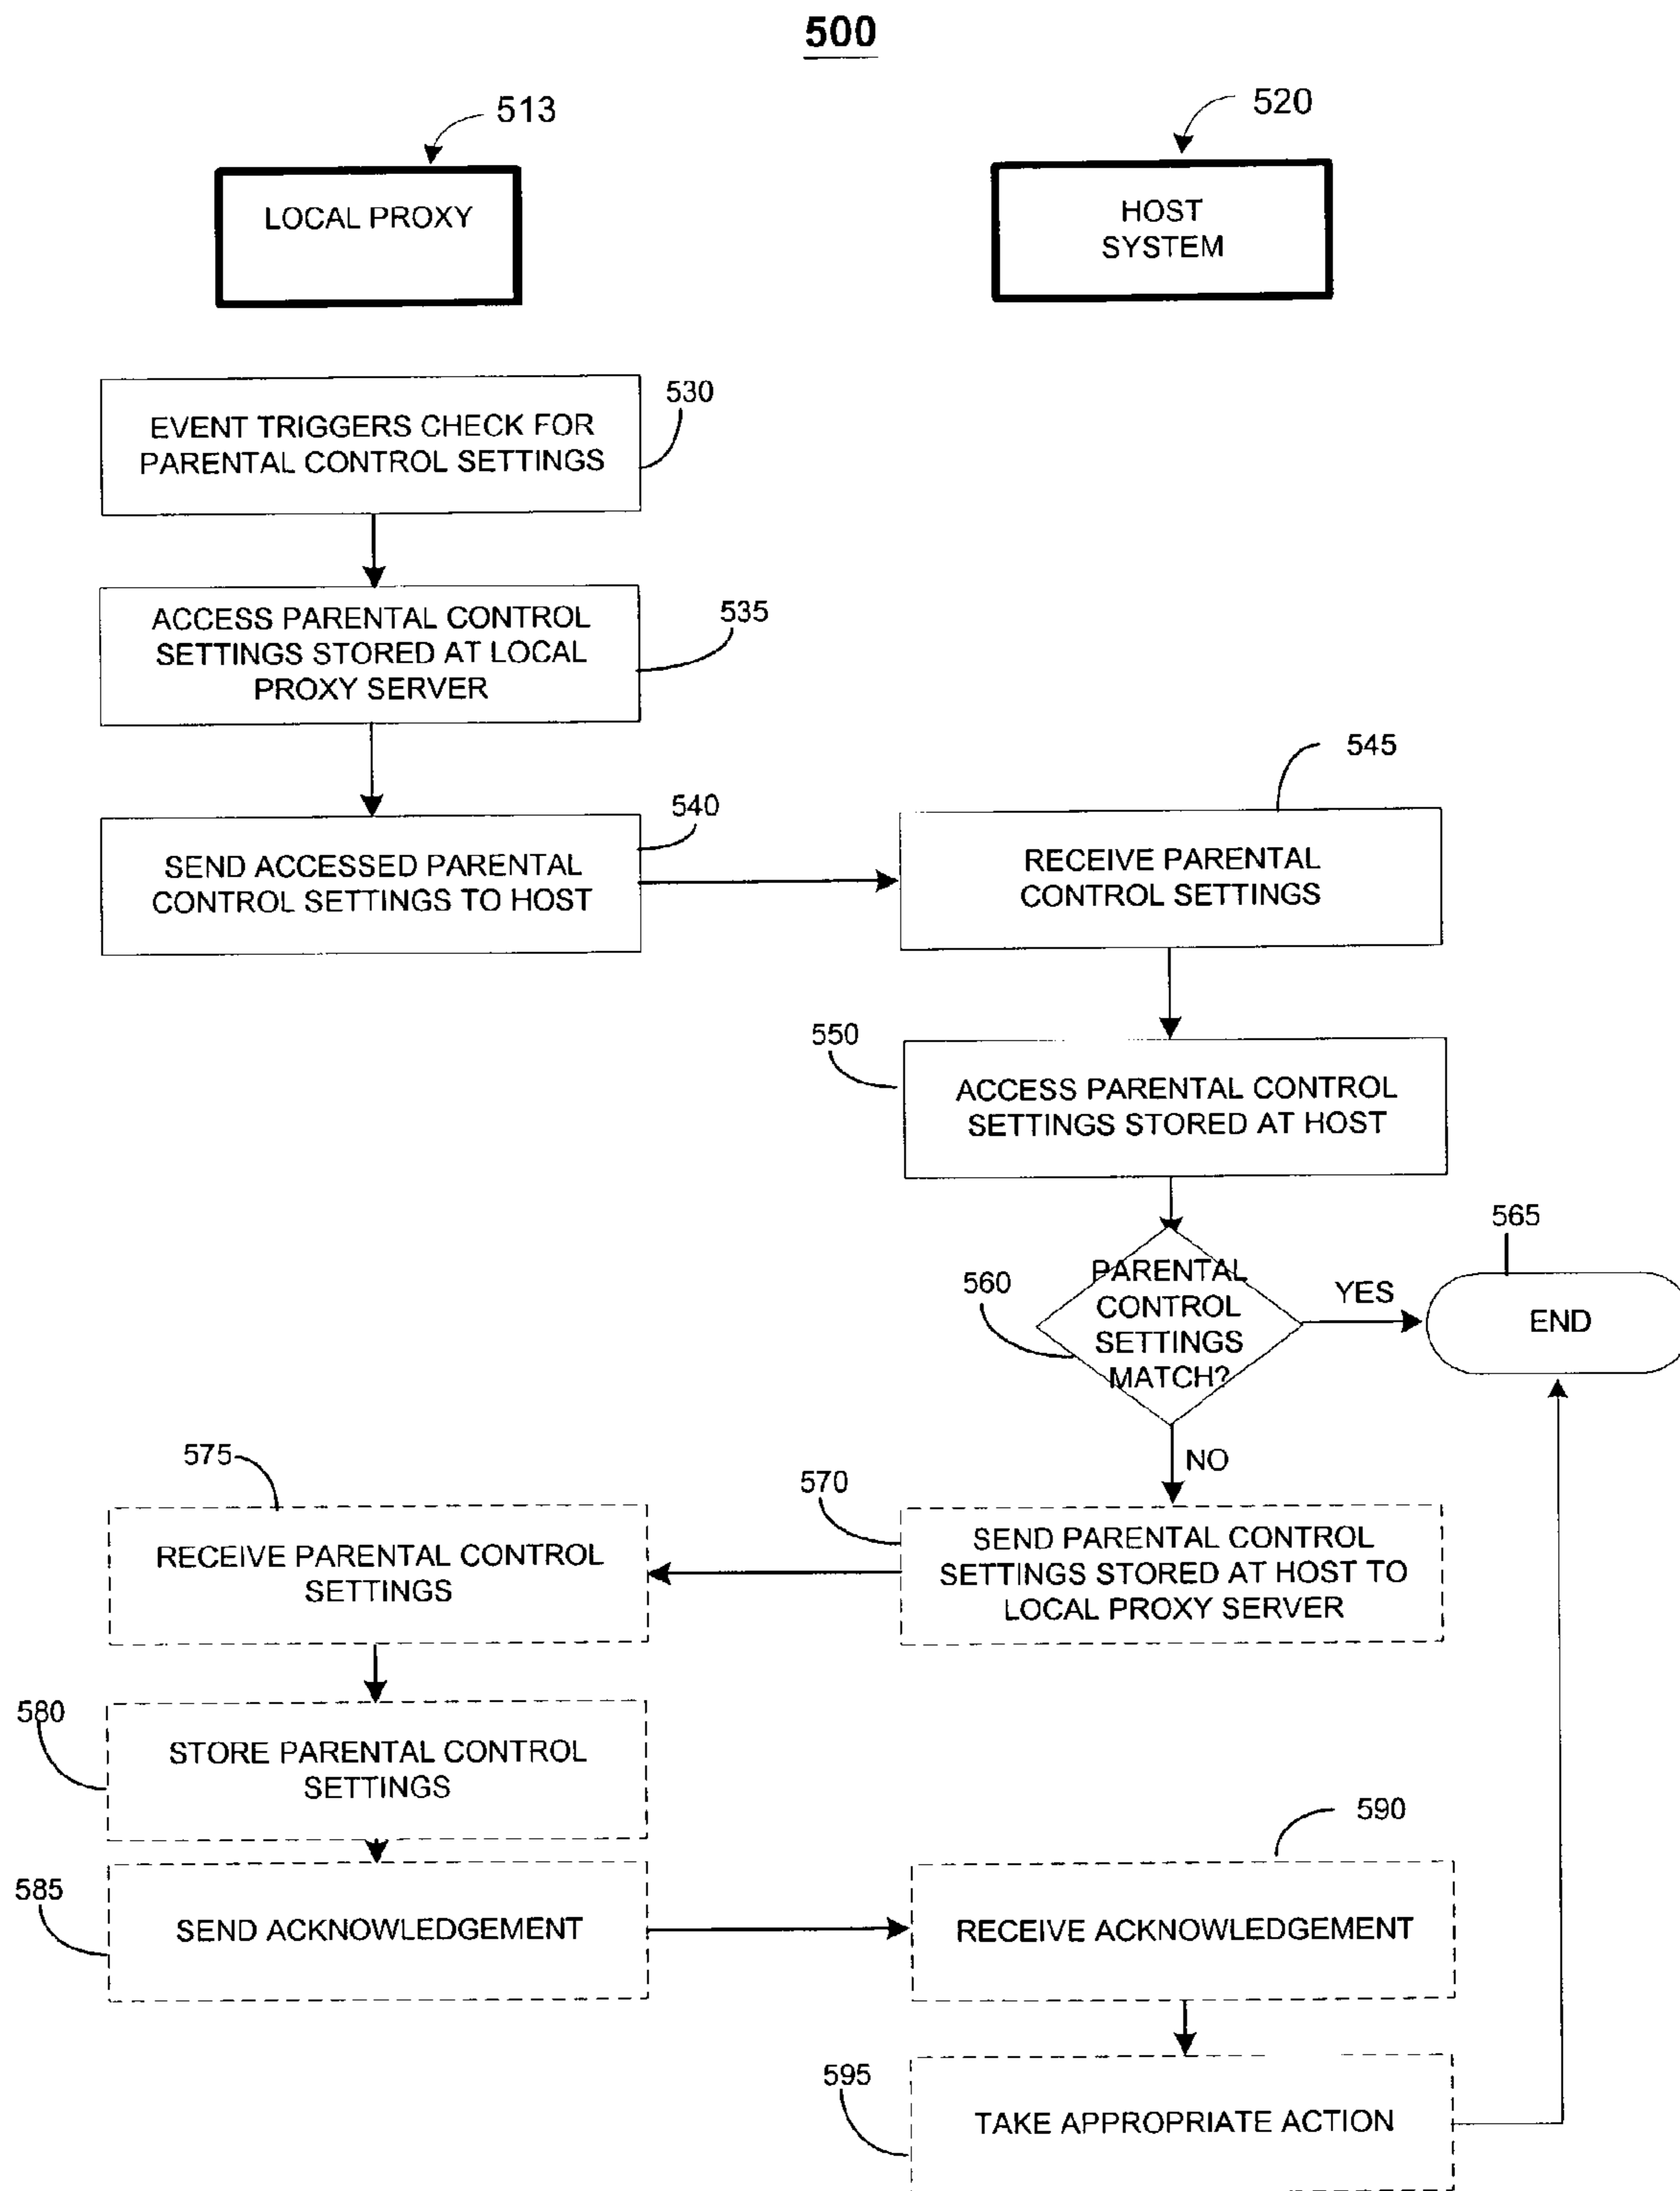 500
513
520
LOCAL PROXY
HOST
SYSTEM
530
EVENT TRIGGERS CHECK FOR
PARENTAL CONTROL SETTINGS
535
ACCESS PARENTAL CONTROL
SETTINGS STORED AT LOCAL
PROXY SERVER
540
SEND ACCESSED PARENTAL
CONTROL SETTINGS TO HOST
545
RECEIVE PARENTAL
CONTROL SETTINGS
550
ACCESS PARENTAL CONTROL
SETTINGS STORED AT HOST
560
PARENTAL
CONTROL
SETTINGS
MATCH?
YES
565
END
NO
570
SEND PARENTAL CONTROL
SETTINGS STORED AT HOST TO
LOCAL PROXY SERVER
575
RECEIVE PARENTAL CONTROL
SETTINGS
580
STORE PARENTAL CONTROL
SETTINGS
585
SEND ACKNOWLEDGEMENT
590
RECEIVE ACKNOWLEDGEMENT
595
TAKE APPROPRIATE ACTION